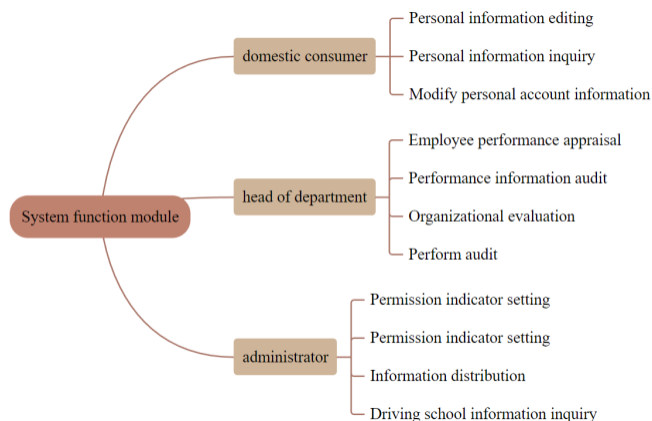 System function module
domestic consumer
Personal information editing
Personal information inquiry
Modify personal account information
head of department
Employee performance appraisal
Performance information audit
Organizational evaluation
Perform audit
administrator
Permission indicator setting
Permission indicator setting
Information distribution
Driving school information inquiry